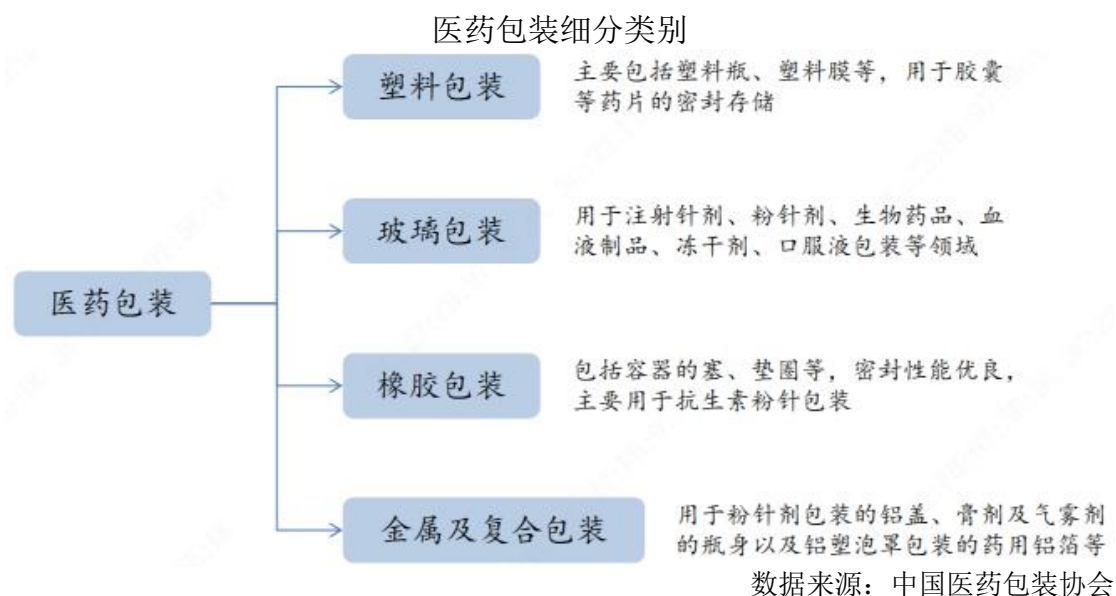 医药包装细分类别
塑料包装
主要包括塑料瓶、塑料膜等，用于胶囊
等药片的密封存储
玻璃包装
用于注射针剂、粉针剂、生物药品、血
液制品、冻干剂、口服液包装等领域
医药包装
橡胶包装
包括容器的塞、垫圈等，密封性能优良，
主要用于抗生素粉针包装
金属及复合包装
用于粉针剂包装的铝盖、膏剂及气雾剂
的瓶身以及铝塑泡罩包装的药用铝箔等
数据来源：中国医药包装协会